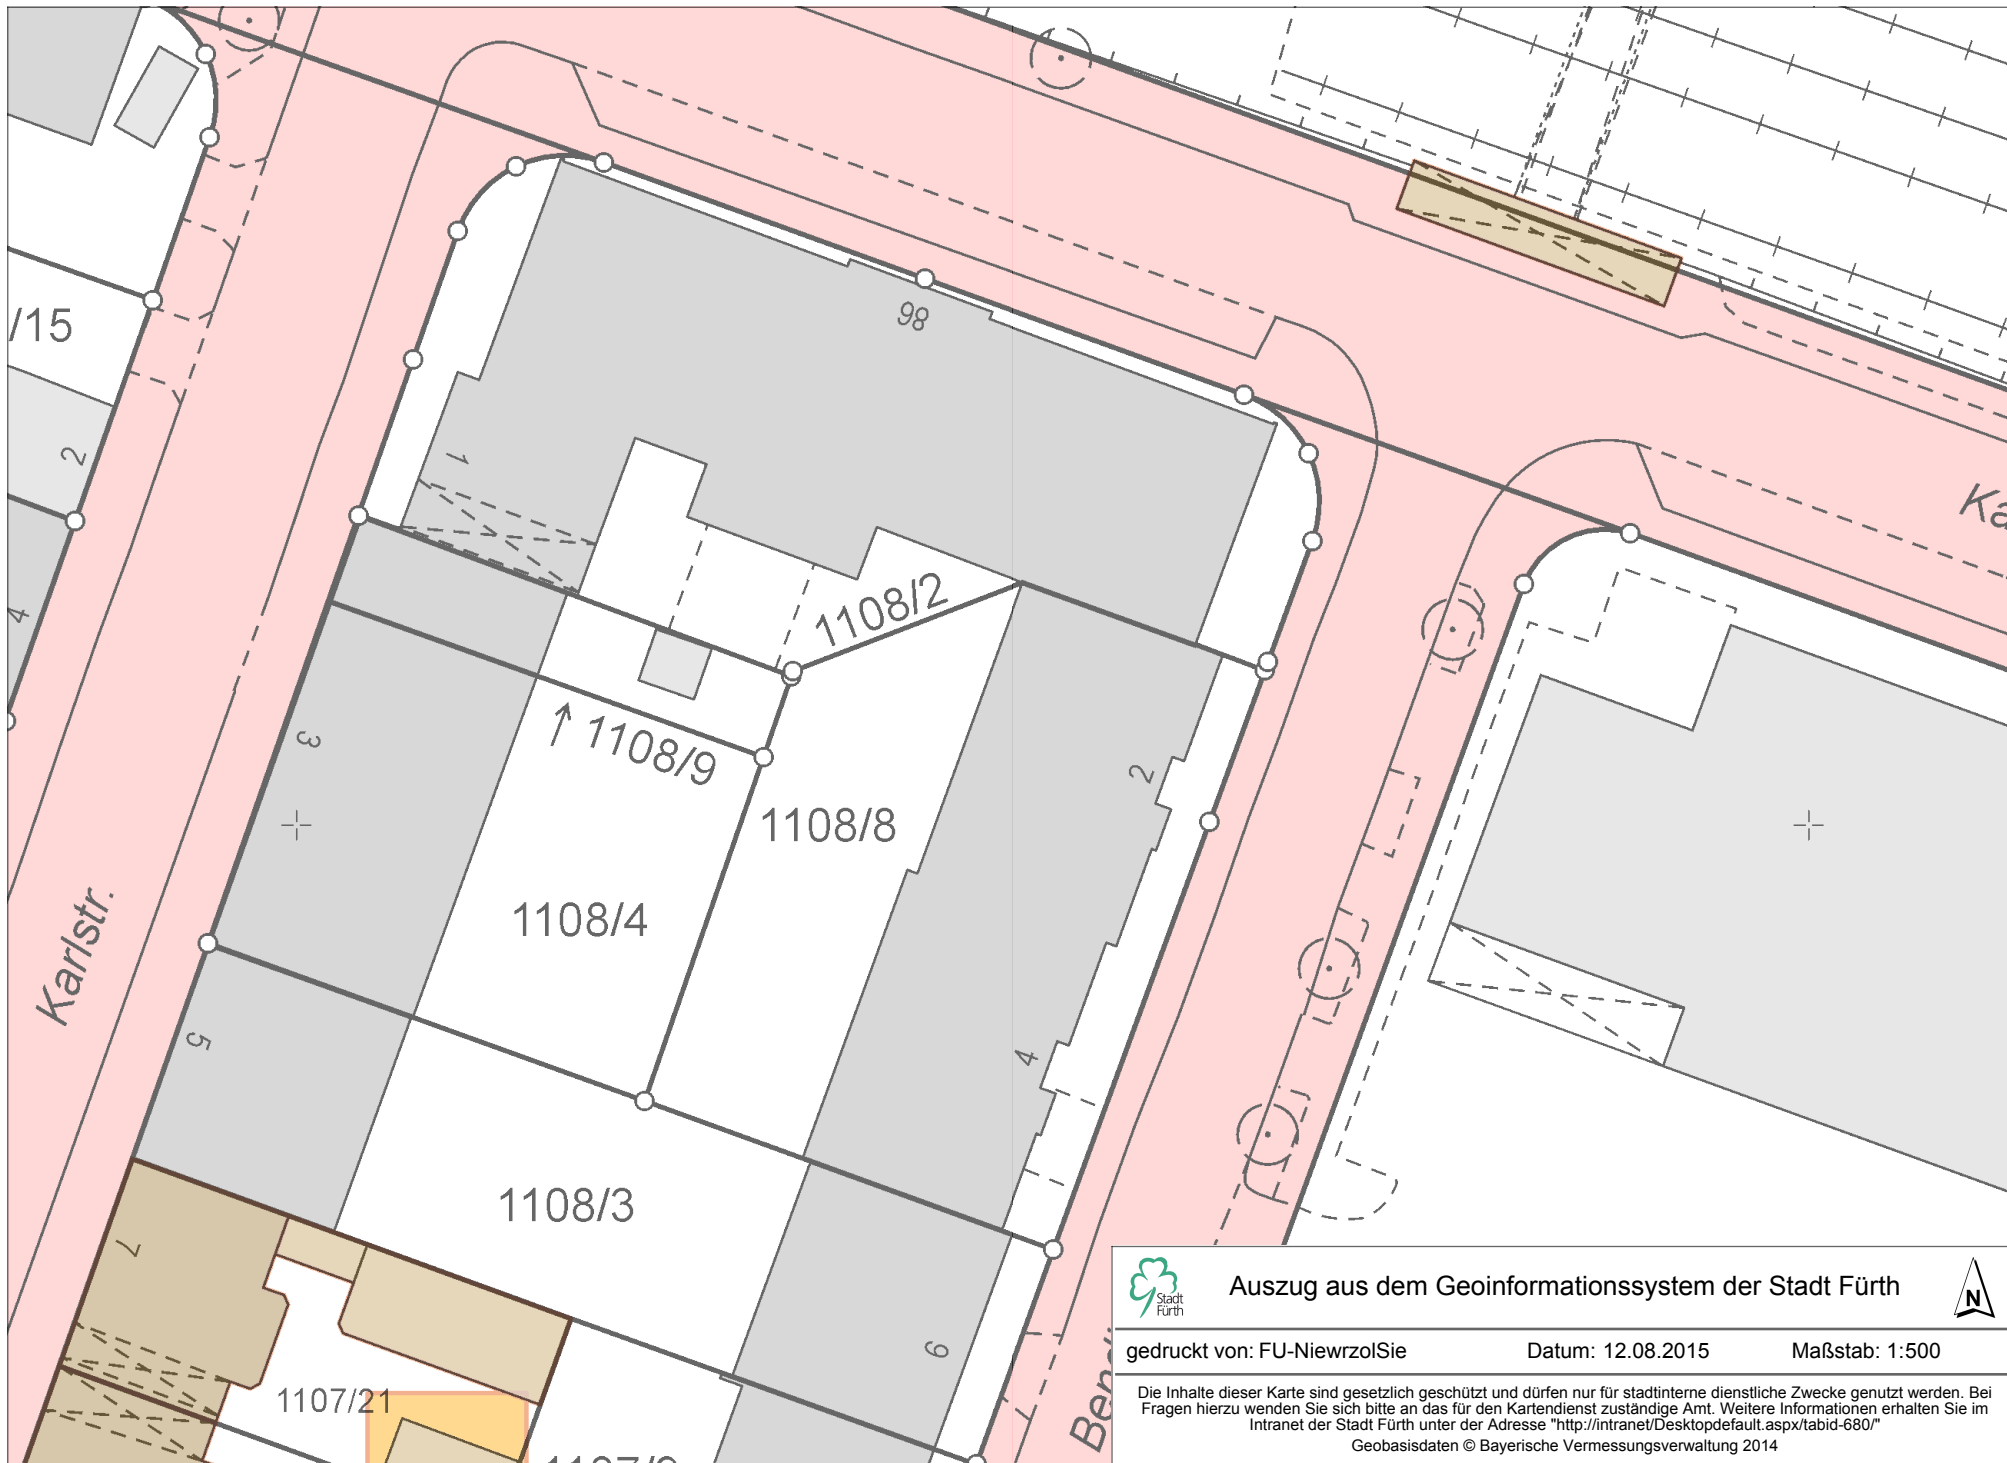 98
/15
2
1
4
1108/2
3
1108/9
2
1108/8
1108/4
Karlstr.
5
4
1108/3
7
6
1107/21
Stadt
Fürth
Auszug aus dem Geoinformationssystem der Stadt Fürth
N
gedruckt von: FU-NiewrzolSie Datum: 12.08.2015 Maßstab: 1:500
Die Inhalte dieser Karte sind gesetzlich geschützt und dürfen nur für stadtinterne dienstliche Zwecke genutzt werden. Bei
Fragen hierzu wenden Sie sich bitte an das für den Kartendienst zuständige Amt. Weitere Informationen erhalten Sie im
Intranet der Stadt Fürth unter der Adresse "http://intranet/Desktopdefault.aspx/tabid-680/"
Geobasisdaten © Bayerische Vermessungsverwaltung 2014